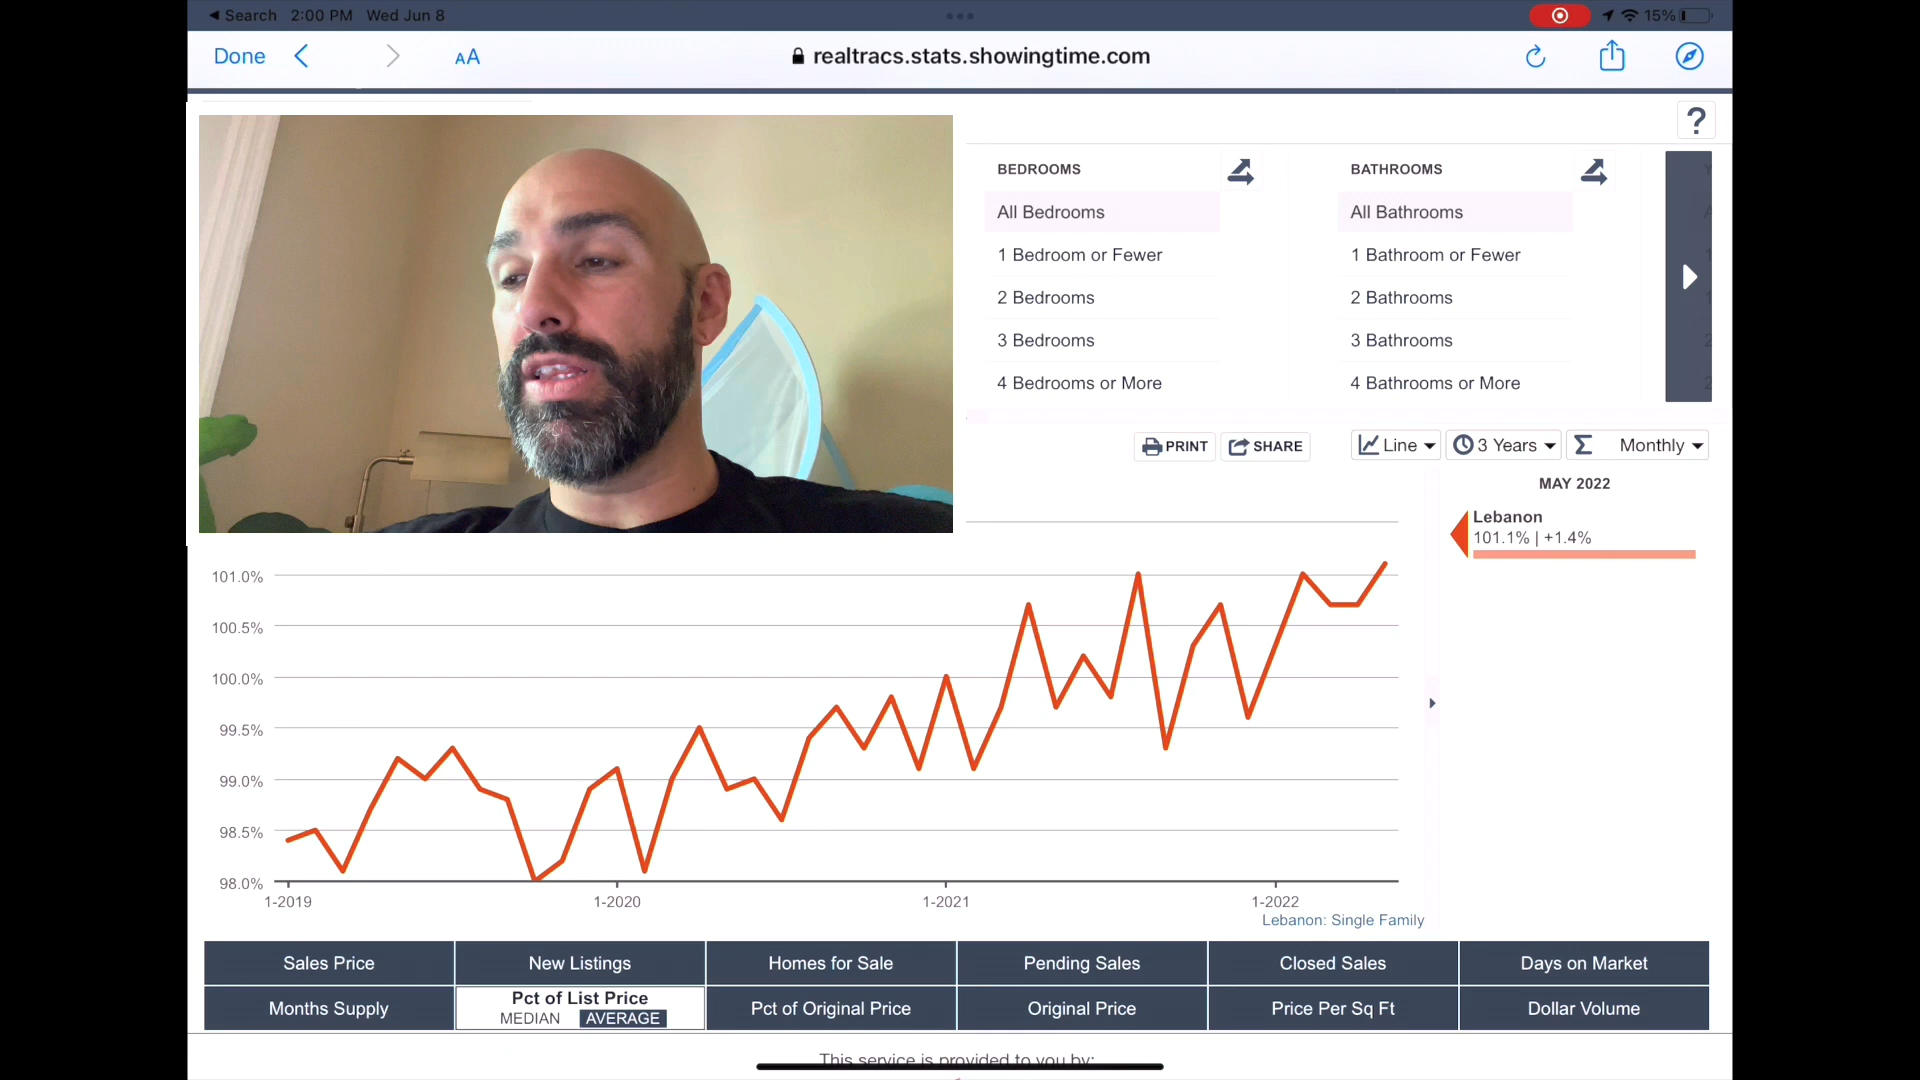 Search 2:00 PM Wed Jun 8
15%
Done
AA
realtracs.stats.showingtime.com
?
BEDROOMS
All Bedrooms
1 Bedroom or Fewer
2 Bedrooms
3 Bedrooms
4 Bedrooms or More
BATHROOMS
All Bathrooms
1 Bathroom or Fewer
2 Bathrooms
3 Bathrooms
4 Bathrooms or More
PRINT SHARE Line 3 Years Σ Monthly
MAY 2022
Lebanon
101.1% | +1.4%
101.0%
100.5%
100.0%
99.5%
99.0%
98.5%
98.0%
1-2019 1-2020 1-2021 1-2022
Lebanon: Single Family
Sales Price New Listings Homes for Sale Pending Sales Closed Sales Days on Market
Months Supply Pct of List Price Pct of Original Price Original Price Price Per Sq Ft Dollar Volume
MEDIAN AVERAGE
This service is provided to you by: